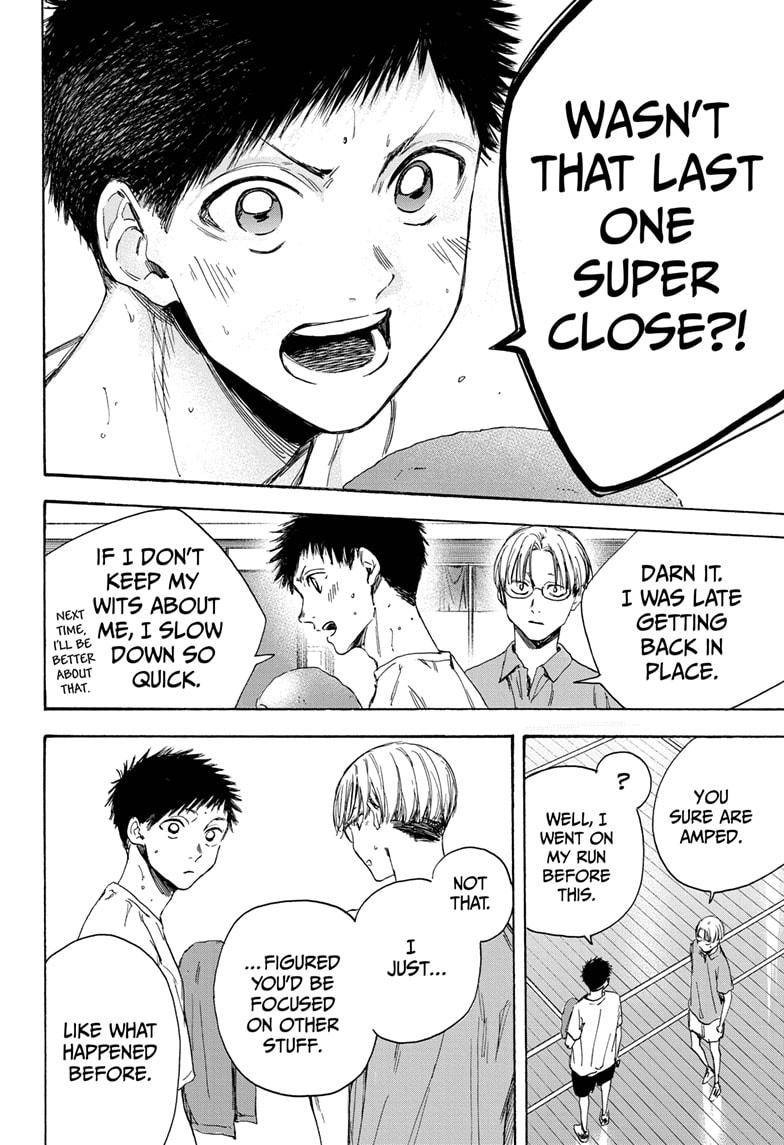 WASN'T
THAT LAST
ONE
SUPER
CLOSE?!
DARN IT.
I WAS LATE
GETTING
BACK IN
PLACE.
IF I DON'T
KEEP MY
WITS ABOUT
ME, I SLOW
DOWN SO
QUICK.
NEXT
TIME,
I'LL BE
BETTER
ABOUT
THAT.
YOU
SURE ARE
AMPED.
?
WELL, I
WENT ON
MY RUN
BEFORE
THIS.
NOT
THAT.
I
JUST...
...FIGURED
YOU'D BE
FOCUSED
ON OTHER
STUFF.
LIKE WHAT
HAPPENED
BEFORE.